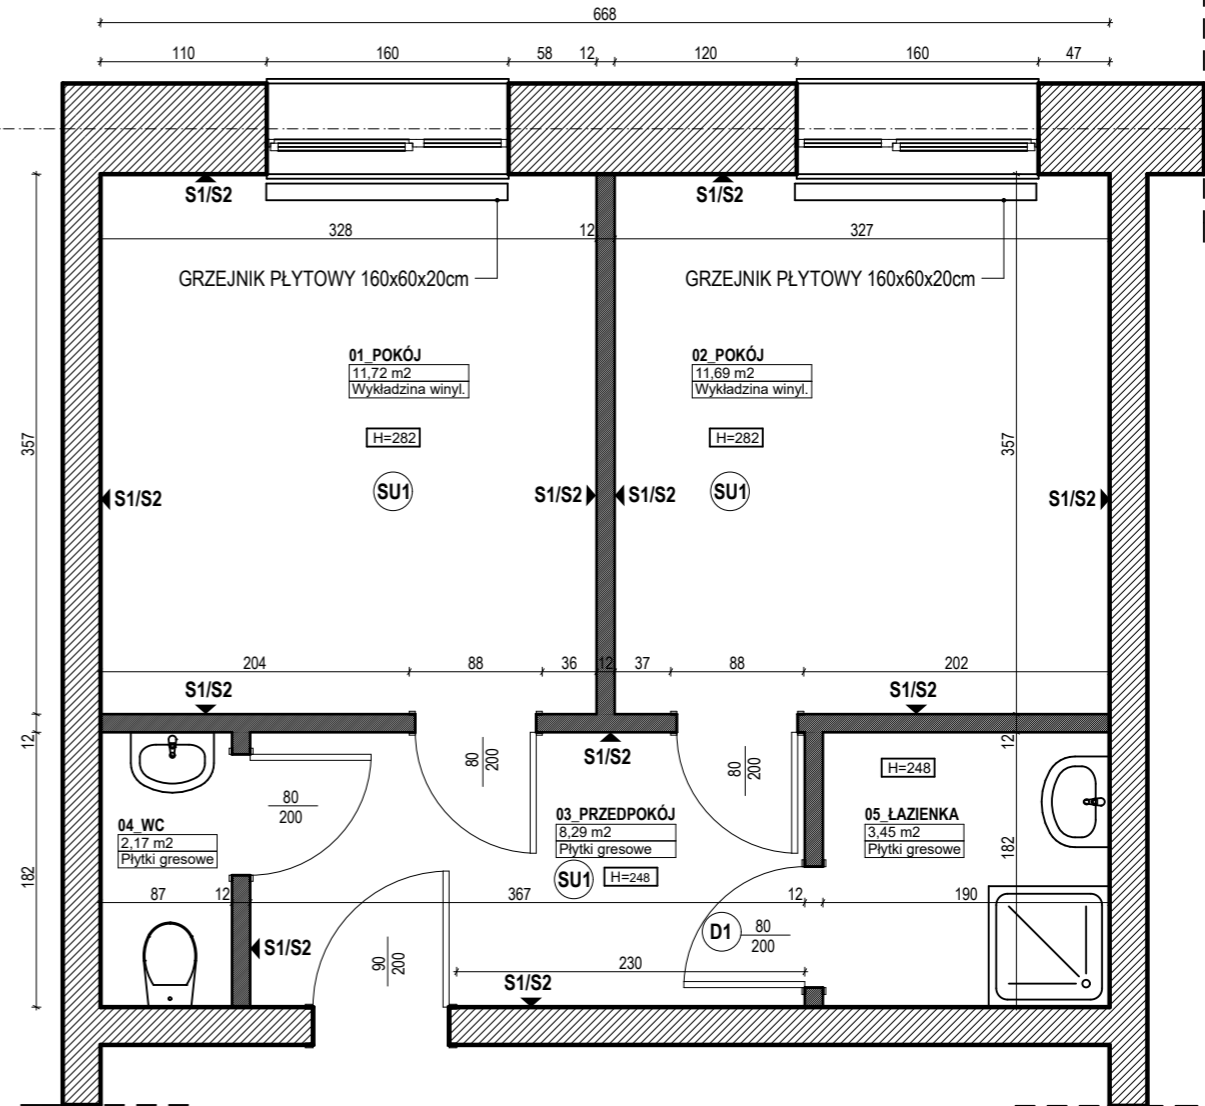 668
110 160 58 12 120 160 47
S1/S2 S1/S2
328 12 327
GRZEJNIK PŁYTOWY 160x60x20cm GRZEJNIK PŁYTOWY 160x60x20cm
01_POKÓJ
11,72 m2
Wykładzina winyl.
H=282
SU1
02_POKÓJ
11,69 m2
Wykładzina winyl.
H=282
SU1
357 357
S1/S2 S1/S2 S1/S2 S1/S2
204 88 36 12 37 88 202
S1/S2 S1/S2
12 S1/S2 12
80
200
80
200
80
200
H=248
04_WC
2,17 m2
Płytki gresowe
03_PRZEDPOKÓJ
8,29 m2
Płytki gresowe
SU1 H=248
05_ŁAZIENKA
3,45 m2
Płytki gresowe
182 182
87 12 367 12 190
S1/S2
D1
80
200
90
200
230
S1/S2